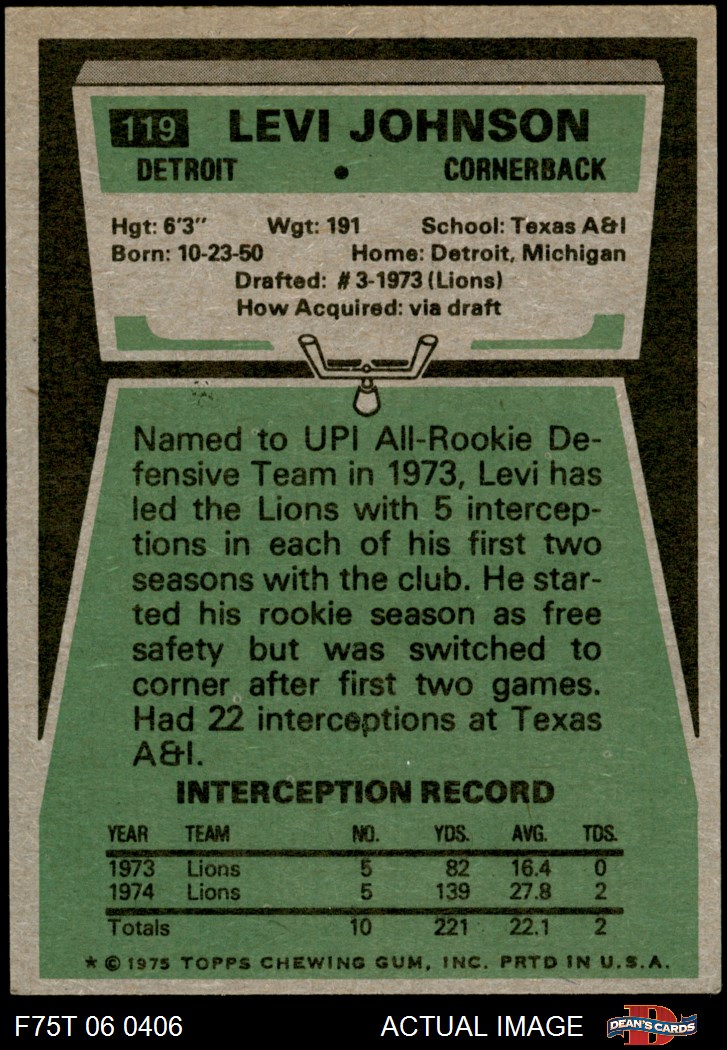 119 LEVI JOHNSON
DETROIT • CORNERBACK
Hgt: 6'3" Wgt: 191 School: Texas A&I
Born: 10-23-50 Home: Detroit, Michigan
Drafted: #3-1973 (Lions)
How Acquired: via draft
Named to UPI All-Rookie De-
fensive Team in 1973, Levi has
led the Lions with 5 intercep-
tions in each of his first two
seasons with the club. He star-
ted his rookie season as free
safety but was switched to
corner after first two games.
Had 22 interceptions at Texas
A&I.
INTERCEPTION RECORD
YEAR TEAM NO. YDS. AVG. TDS.
1973 Lions 5 82 16.4 0
1974 Lions 5 139 27.8 2
Totals 10 221 22.1 2
* © 1975 TOPPS CHEWING GUM, INC. PRTD IN U.S.A.
F75T 06 0406 ACTUAL IMAGE D DEAN'S CARDS